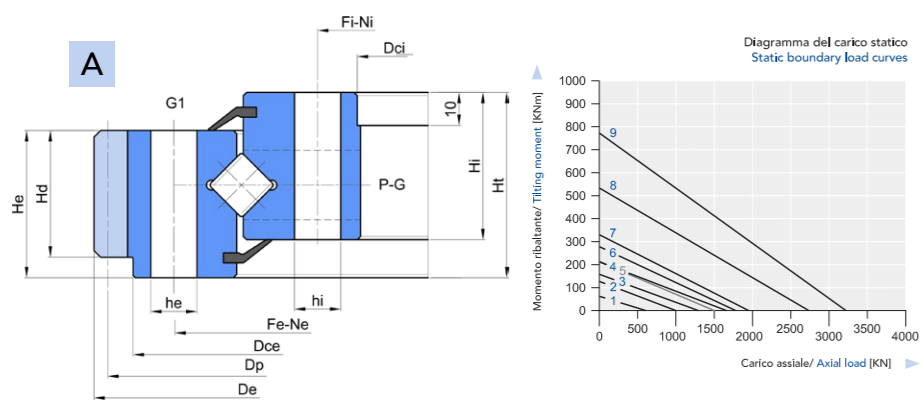 A
G1
Fi-Ni
Dci
10
Hi
Ht
He
Hd
P-G
he
hi
Fe-Ne
Dce
Dp
De
Diagramma del carico statico
Static boundary load curves
Momento ribaltante/ Tilting moment [KNm]
1000
900
800
700
600
500
400
300
200
100
0
9
8
7
6
4
5
3
2
1
0
500
1000
1500
2000
2500
3000
3500
4000
Carico assiale/ Axial load [KN]